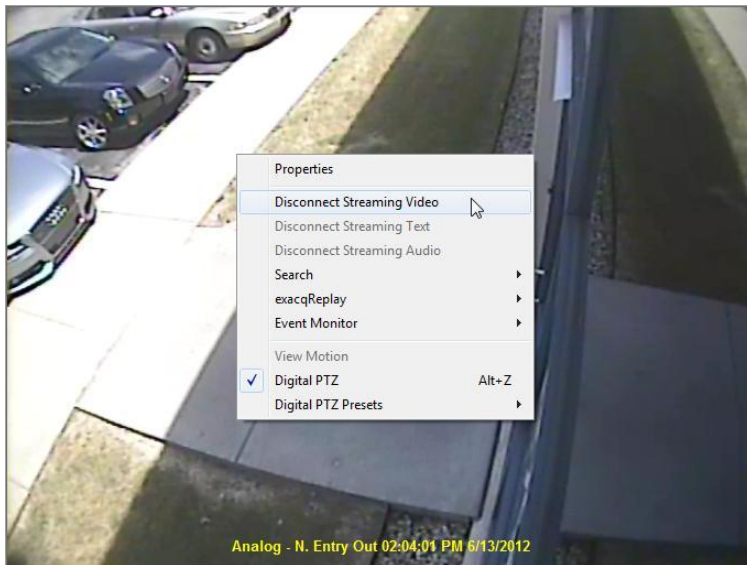 Properties
Disconnect Streaming Video
Disconnect Streaming Text
Disconnect Streaming Audio
Search
exacqReplay
Event Monitor
View Motion
Digital PTZ Alt+Z
Digital PTZ Presets
Analog - N. Entry Out 02:04:01 PM 6/13/2012